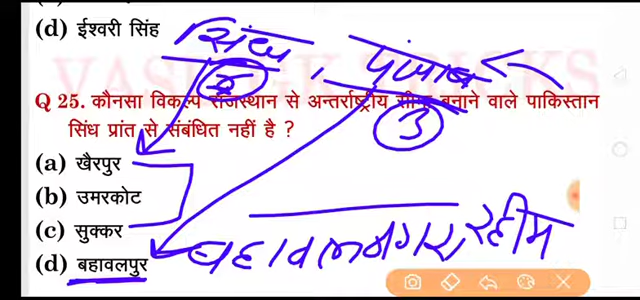 (d) ईश्वरी सिंह
सिंध , पंजाब
3
Q 25. कौनसा विकल्प राजस्थान से अन्तर्राष्ट्रीय सीमा बनाने वाले पाकिस्तान
सिंध प्रांत से संबंधित नहीं है ?
(a) खैरपुर
(b) उमरकोट
(c) सुक्कर
(d) बहावलपुर
बहावलनगर, रहीम